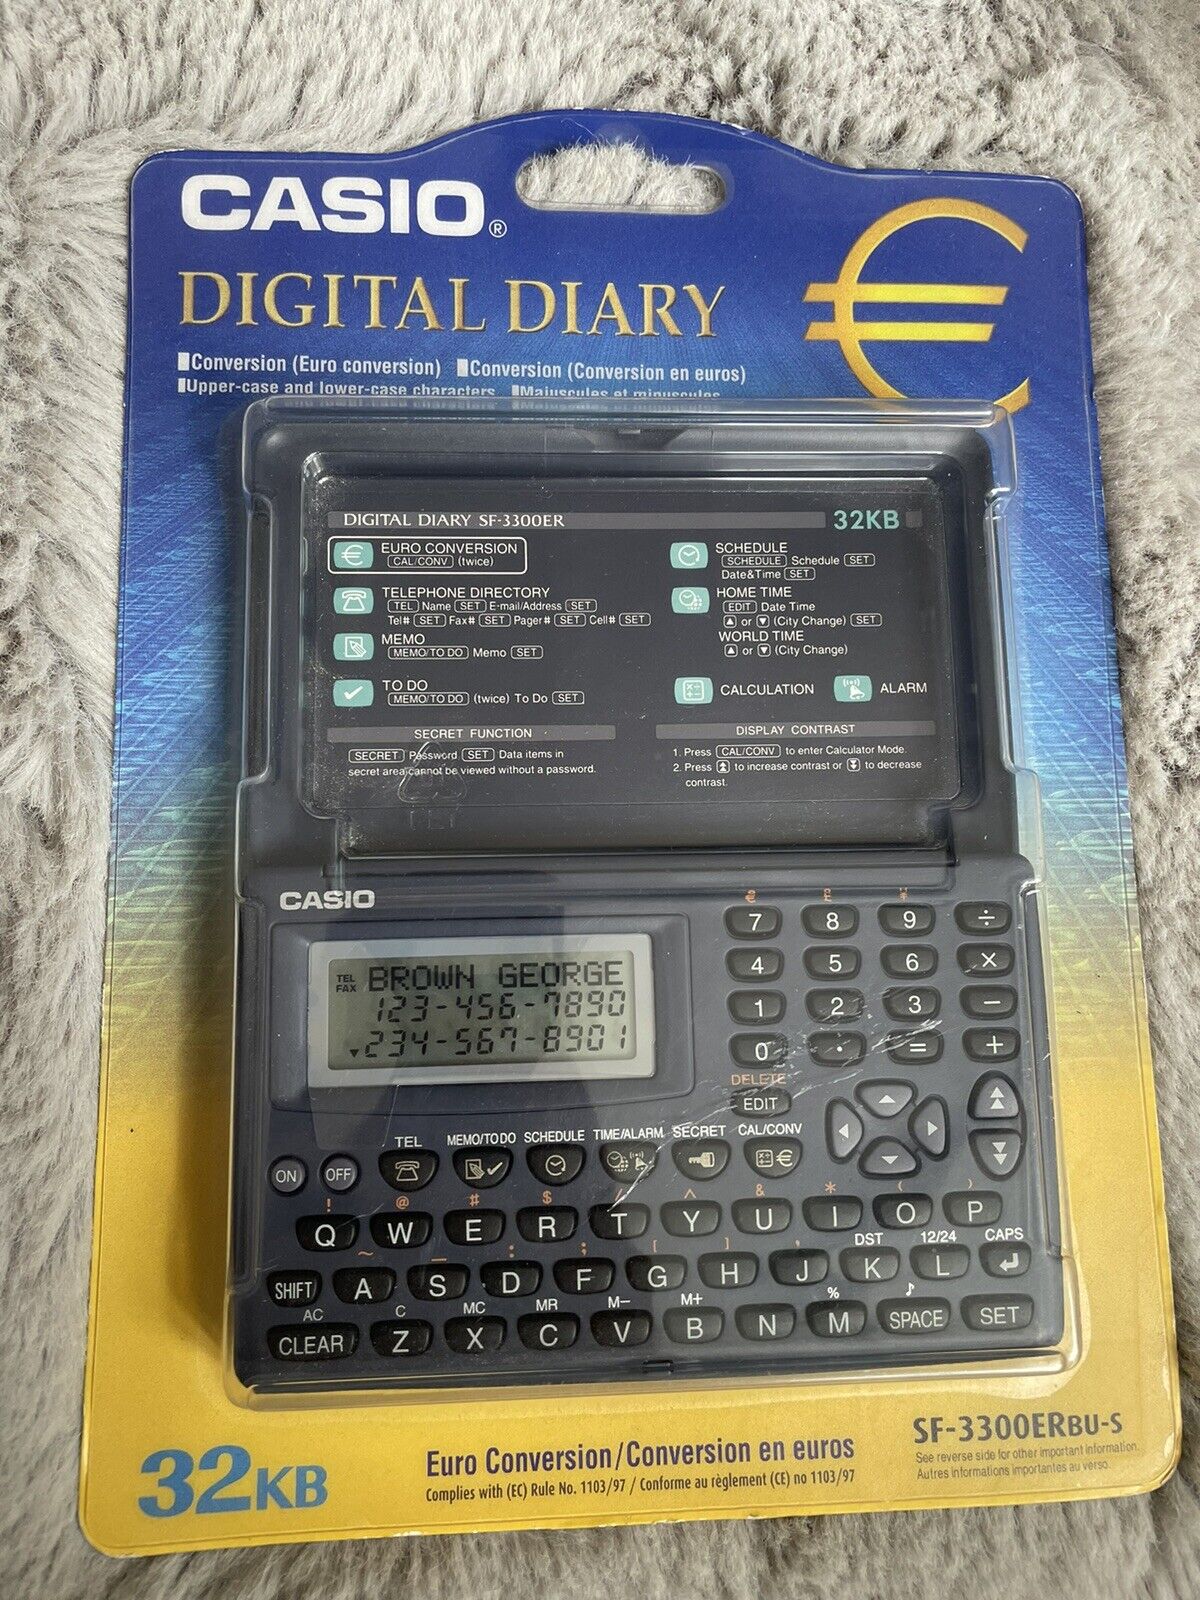 CASIO®
DIGITAL DIARY
Conversion (Euro conversion) Conversion (Conversion en euros)
Upper-case and lower-case characters Majuscules et minuscules
DIGITAL DIARY SF-3300ER 32KB
€ EURO CONVERSION
CAL/CONV (twice)
TELEPHONE DIRECTORY
TEL Name SET E-mail/Address SET
Tel# SET Fax# SET Pager# SET Cell# SET
MEMO
MEMO/TO DO Memo SET
TO DO
MEMO/TO DO (twice) To Do SET
SCHEDULE
SCHEDULE Schedule SET
Date&Time SET
HOME TIME
EDIT Date Time
▲ or ▼ (City Change) SET
WORLD TIME
▲ or ▼ (City Change)
CALCULATION ALARM
SECRET FUNCTION
SECRET Password SET Data items in
secret area cannot be viewed without a password.
DISPLAY CONTRAST
1. Press CAL/CONV to enter Calculator Mode.
2. Press ⏫ to increase contrast or ⏬ to decrease
contrast.
PET
CASIO
TEL BROWN GEORGE
FAX 123-456-7890
▼234-567-8901
€ £ ¥
7 8 9 ÷
4 5 6 ×
1 2 3 −
0 · = +
DELETE
EDIT
TEL MEMO/TO DO SCHEDULE TIME/ALARM SECRET CAL/CONV
ON OFF €
! @ # $ / ^ & * ( )
Q W E R T Y U I O P
~ _ : ; [ ] ' DST 12/24 CAPS
SHIFT A S D F G H J K L ↵
AC C MC MR M− M+ % ♪
CLEAR Z X C V B N M SPACE SET
32KB
Euro Conversion/Conversion en euros
Complies with (EC) Rule No. 1103/97 / Conforme au règlement (CE) no 1103/97
SF-3300ERBU-S
See reverse side for other important information.
Autres informations importantes au verso.